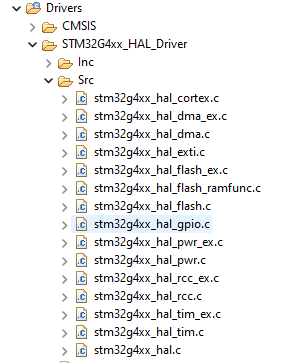 Drivers
CMSIS
STM32G4xx_HAL_Driver
Inc
Src
stm32g4xx_hal_cortex.c
stm32g4xx_hal_dma_ex.c
stm32g4xx_hal_dma.c
stm32g4xx_hal_exti.c
stm32g4xx_hal_flash_ex.c
stm32g4xx_hal_flash_ramfunc.c
stm32g4xx_hal_flash.c
stm32g4xx_hal_gpio.c
stm32g4xx_hal_pwr_ex.c
stm32g4xx_hal_pwr.c
stm32g4xx_hal_rcc_ex.c
stm32g4xx_hal_rcc.c
stm32g4xx_hal_tim_ex.c
stm32g4xx_hal_tim.c
stm32g4xx_hal.c